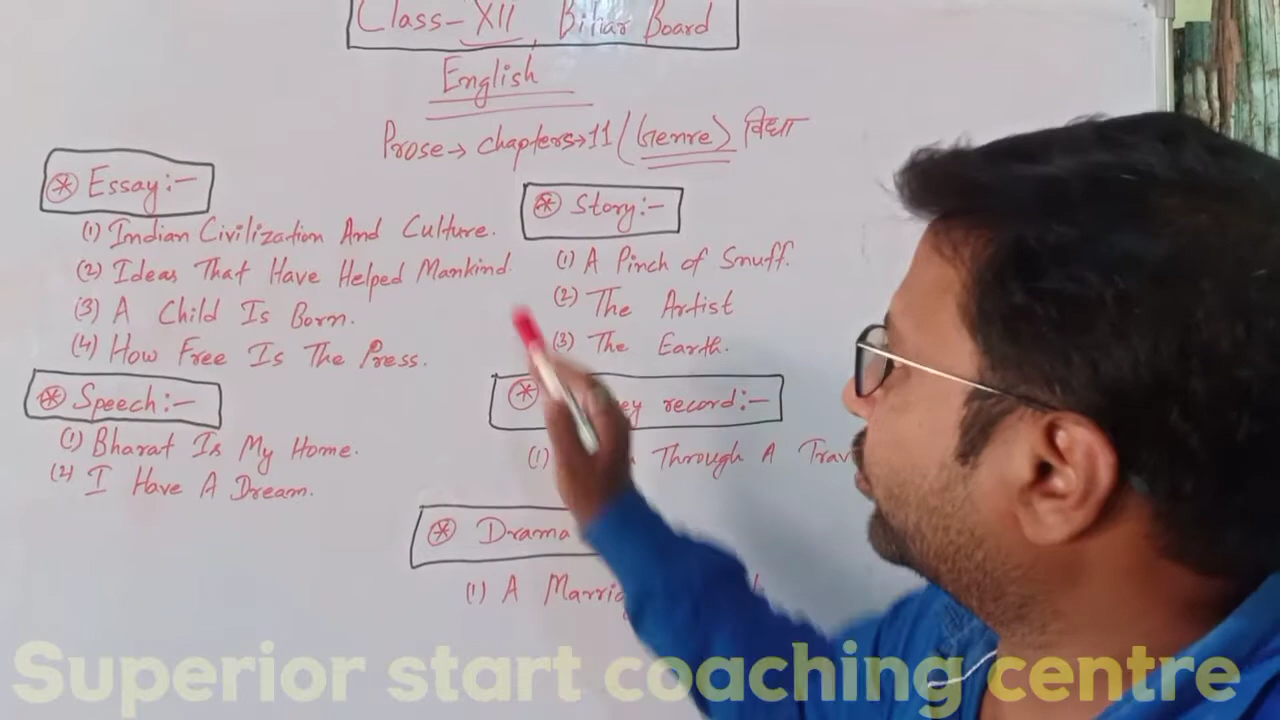 Class-XII, Bihar Board
English
Prose→ chapters→11 (Genre) विद्या
* Essay:-
(1) Indian Civilization And Culture.
(2) Ideas That Have Helped Mankind.
(3) A Child Is Born.
(4) How Free Is The Press.
* Speech:-
(1) Bharat Is My Home.
(2) I Have A Dream.
* Story:-
(1) A Pinch of Snuff.
(2) The Artist
(3) The Earth.
* record:-
(1) Through A
* Drama
(1) A
Superior start coaching centre